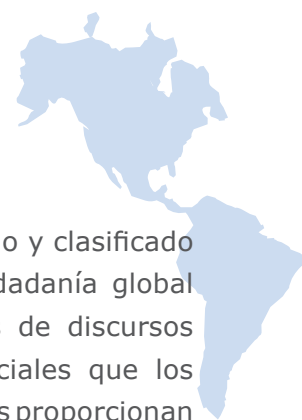 o y clasificado
dadanía global
de discursos
ciales que los
s proporcionan